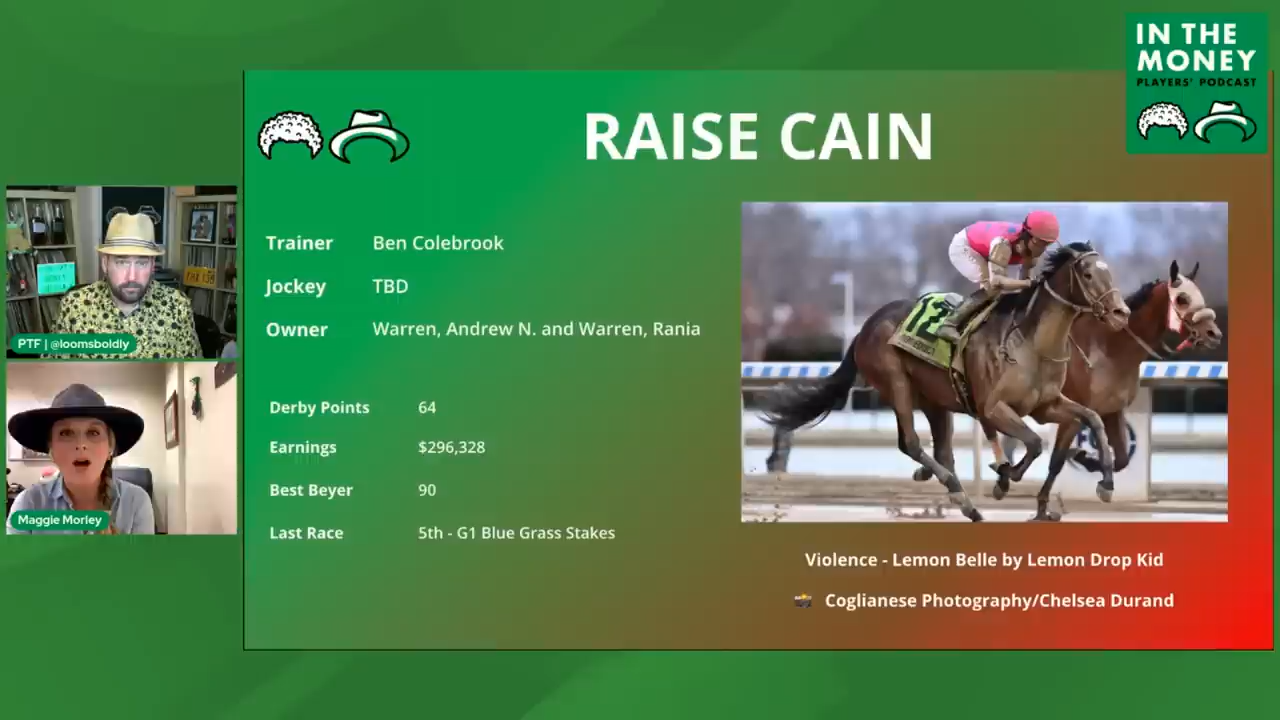 IN THE
MONEY
PLAYERS' PODCAST
RAISE CAIN
Trainer Ben Colebrook
Jockey TBD
Owner Warren, Andrew N. and Warren, Rania
Derby Points 64
Earnings $296,328
Best Beyer 90
Last Race 5th - G1 Blue Grass Stakes
12
Violence - Lemon Belle by Lemon Drop Kid
Coglianese Photography/Chelsea Durand
PTF | @loomsboldly
Maggie Morley